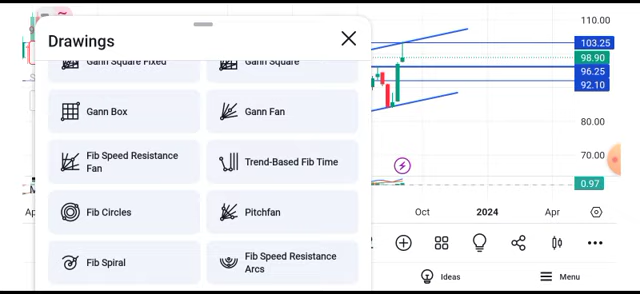 Drawings
Gann Square Fixed
Gann Square
Gann Box
Gann Fan
Fib Speed Resistance
Fan
Trend-Based Fib Time
Fib Circles
Pitchfan
Fib Spiral
Fib Speed Resistance
Arcs
110.00
103.25
98.90
96.25
92.10
80.00
70.00
0.97
Oct
2024
Apr
Ideas
Menu